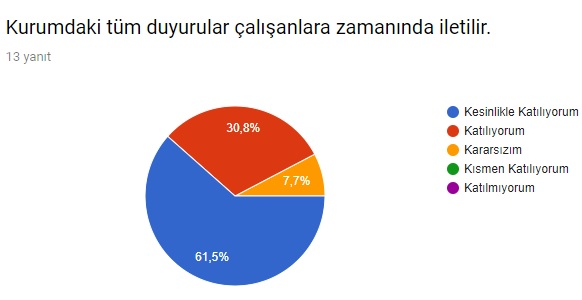 Kurumdaki tüm duyurular çalışanlara zamanında iletilir.
13 yanıt
30,8%
7,7%
61,5%
Kesinlikle Katılıyorum
Katılıyorum
Kararsızım
Kısmen Katılıyorum
Katılmıyorum